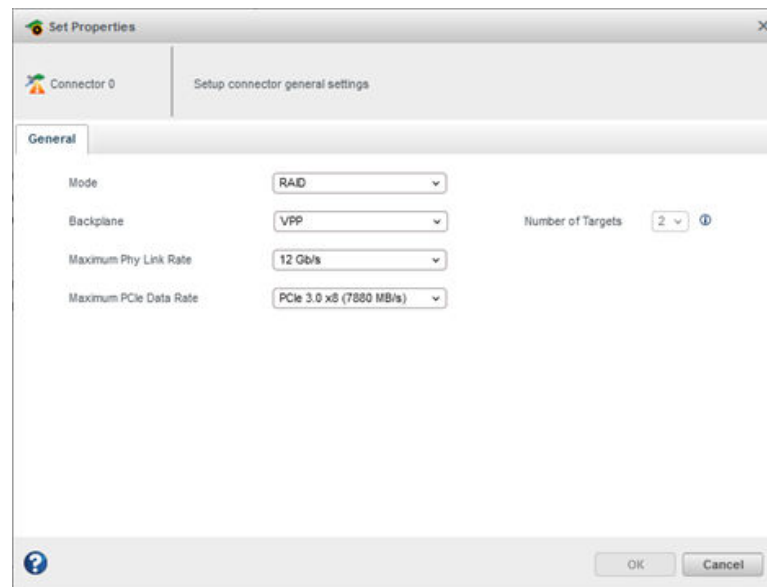 Set Properties
Connector 0
Setup connector general settings
General
Mode
RAID
Backplane
VPP
Number of Targets
2
Maximum Phy Link Rate
12 Gb/s
Maximum PCIe Data Rate
PCIe 3.0 x8 (7880 MB/s)
OK
Cancel